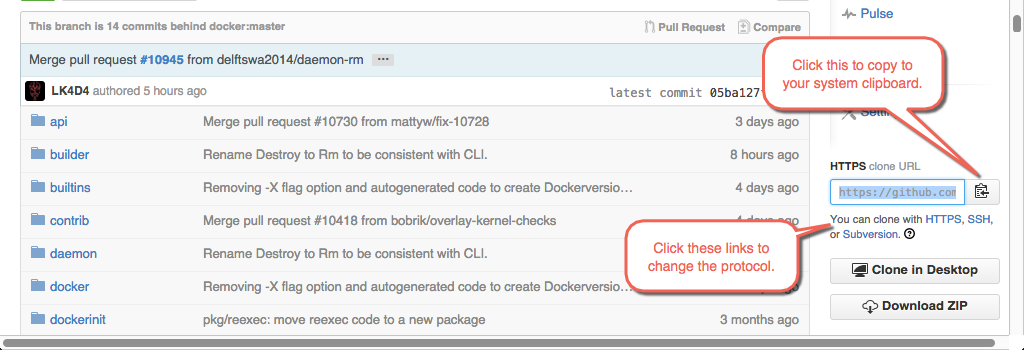 This branch is 14 commits behind docker:master
Pull Request
Compare
Merge pull request #10945 from delftswa2014/daemon-rm
LK4D4 authored 5 hours ago
latest commit 05ba127
api
Merge pull request #10730 from mattyw/fix-10728
3 days ago
builder
Rename Destroy to Rm to be consistent with CLI.
8 hours ago
builtins
Removing -X flag option and autogenerated code to create Dockerversio…
4 days ago
contrib
Merge pull request #10418 from bobrik/overlay-kernel-checks
4 days ago
daemon
Rename Destroy to Rm to be consistent with CLI.
docker
Removing -X flag option and autogenerated code to create Dockerversio…
dockerinit
pkg/reexec: move reexec code to a new package
3 months ago
Pulse
Click this to copy to
your system clipboard.
HTTPS clone URL
https://github.com
You can clone with HTTPS, SSH,
or Subversion.
Click these links to
change the protocol.
Clone in Desktop
Download ZIP